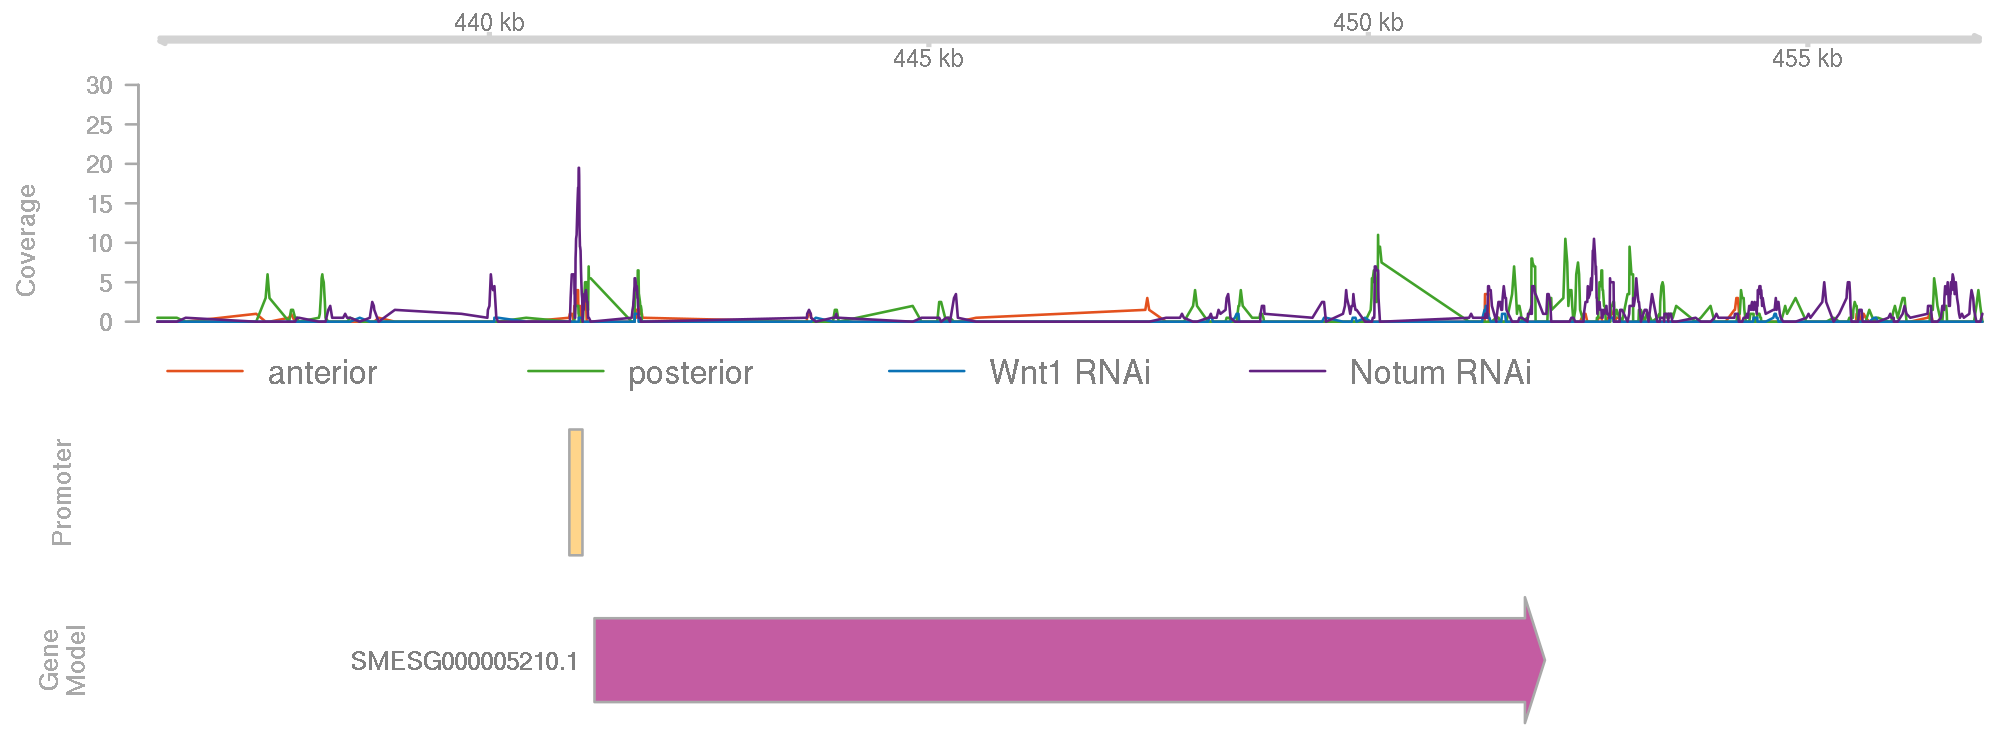 440 kb
450 kb
445 kb
455 kb
30
25
20
15
10
5
0
Coverage
anterior
posterior
Wnt1 RNAi
Notum RNAi
Promoter
Gene
Model
SMESG000005210.1